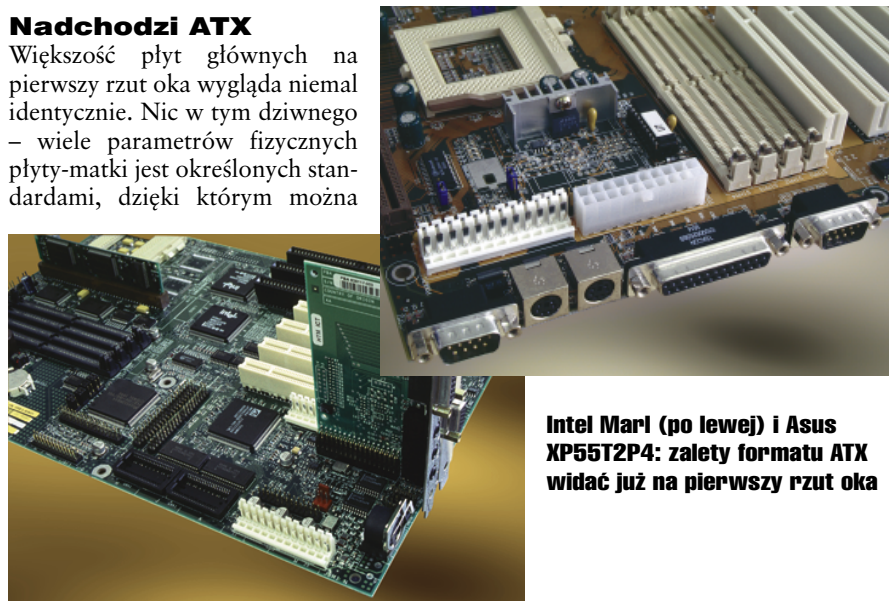 Nadchodzi ATX
Większość płyt głównych na
pierwszy rzut oka wygląda niemal
identycznie. Nic w tym dziwnego
– wiele parametrów fizycznych
płyty-matki jest określonych stan-
dardami, dzięki którym można
Intel Marl (po lewej) i Asus
XP55T2P4: zalety formatu ATX
widać już na pierwszy rzut oka